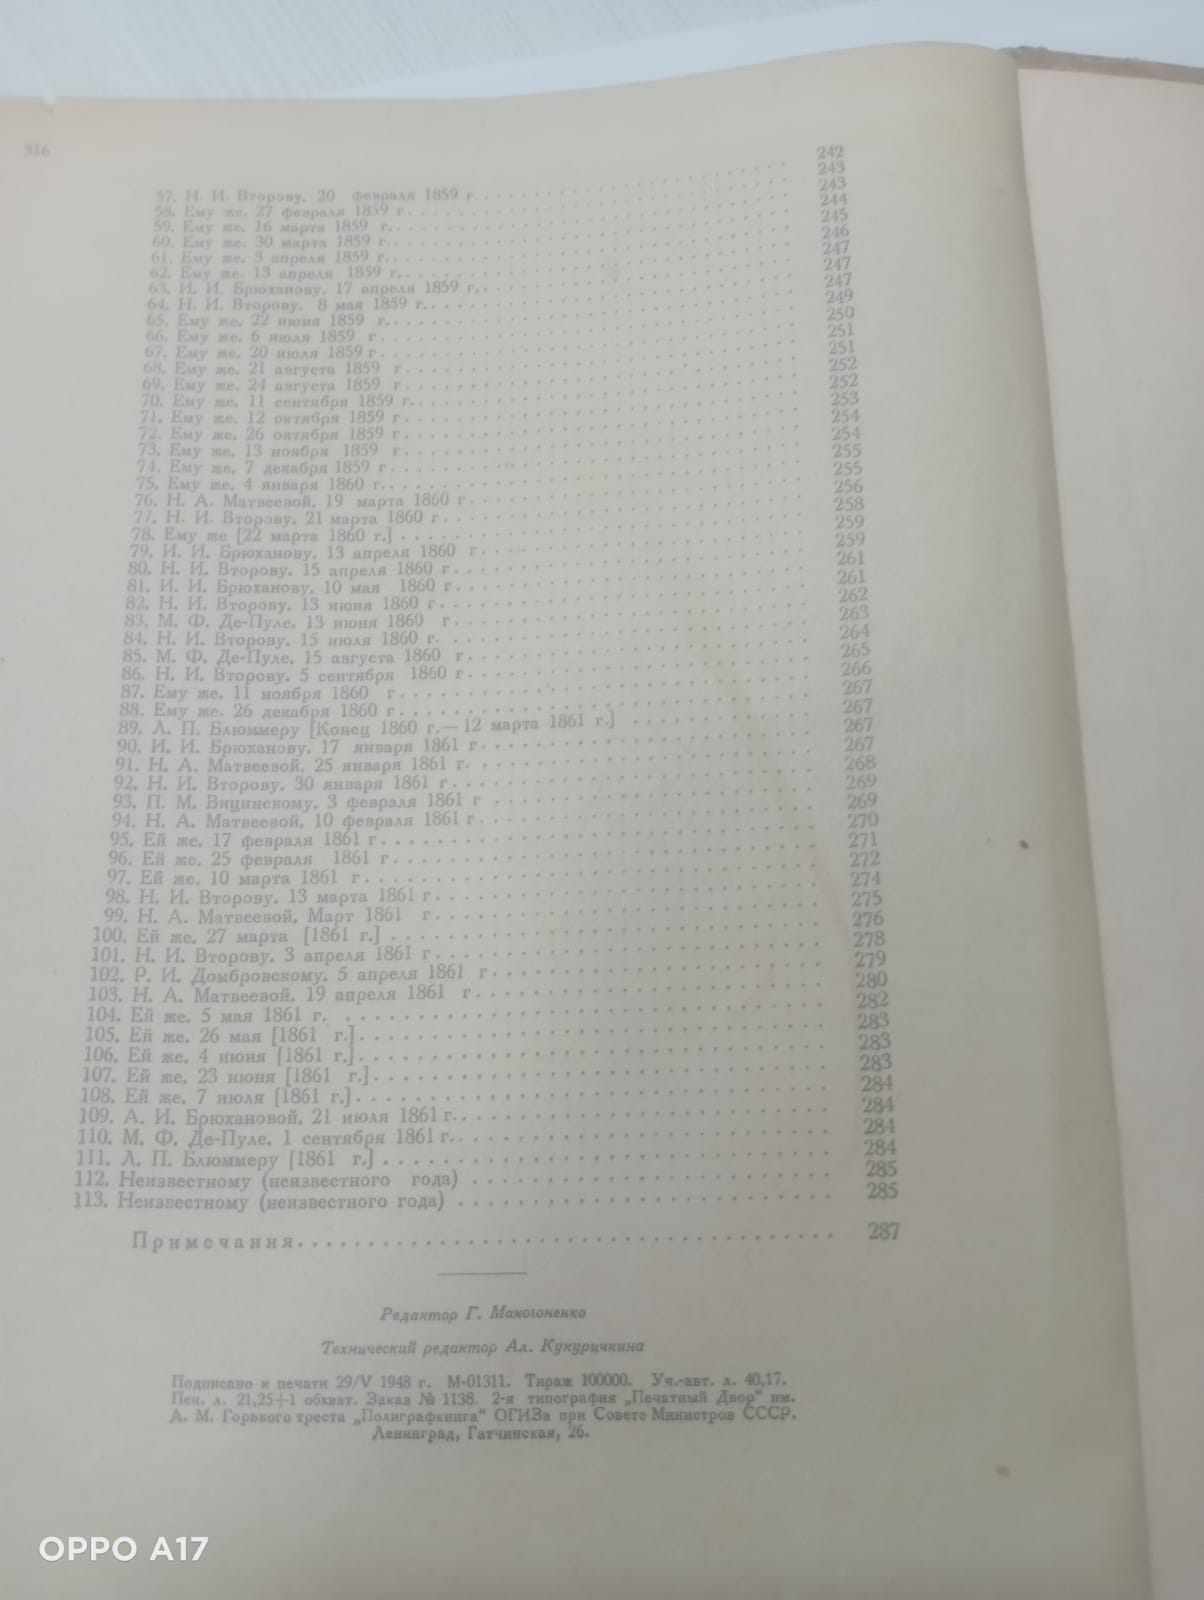 316
57. Н. И. Второву. 20 февраля 1859 г. . . . 242
58. Ему же. 27 февраля 1859 г. . . . 243
59. Ему же. 16 марта 1859 г. . . . 243
60. Ему же. 30 марта 1859 г. . . . 244
61. Ему же. 3 апреля 1859 г. . . . 245
62. Ему же. 13 апреля 1859 г. . . . 246
63. И. И. Брюханову. 17 апреля 1859 г. . . . 247
64. Н. И. Второву. 8 мая 1859 г. . . . 247
65. Ему же. 22 июня 1859 г. . . . 247
66. Ему же. 6 июля 1859 г. . . . 249
67. Ему же. 20 июля 1859 г. . . . 250
68. Ему же. 21 августа 1859 г. . . . 251
69. Ему же. 24 августа 1859 г. . . . 251
70. Ему же. 11 сентября 1859 г. . . . 252
71. Ему же. 12 октября 1859 г. . . . 252
72. Ему же. 26 октября 1859 г. . . . 253
73. Ему же. 13 ноября 1859 г. . . . 254
74. Ему же. 7 декабря 1859 г. . . . 254
75. Ему же. 4 января 1860 г. . . . 255
76. Н. А. Матвеевой. 19 марта 1860 г. . . . 255
77. Н. И. Второву. 21 марта 1860 г. . . . 256
78. Ему же [22 марта 1860 г.] . . . 258
79. И. И. Брюханову. 13 апреля 1860 г. . . . 259
80. Н. И. Второву. 15 апреля 1860 г. . . . 259
81. И. И. Брюханову. 10 мая 1860 г. . . . 261
82. Н. И. Второву. 13 июня 1860 г. . . . 261
83. М. Ф. Де-Пуле. 13 июня 1860 г. . . . 262
84. Н. И. Второву. 15 июля 1860 г. . . . 263
85. М. Ф. Де-Пуле. 15 августа 1860 г. . . . 264
86. Н. И. Второву. 5 сентября 1860 г. . . . 265
87. Ему же. 11 ноября 1860 г. . . . 266
88. Ему же. 26 декабря 1860 г. . . . 267
89. Л. П. Блюммеру [Конец 1860 г.— 12 марта 1861 г.] . . . 267
90. И. И. Брюханову. 17 января 1861 г. . . . 267
91. Н. А. Матвеевой. 25 января 1861 г. . . . 267
92. Н. И. Второву. 30 января 1861 г. . . . 268
93. П. М. Вицинскому. 3 февраля 1861 г . . . 269
94. Н. А. Матвеевой. 10 февраля 1861 г. . . . 269
95. Ей же. 17 февраля 1861 г. . . . 270
96. Ей же. 25 февраля 1861 г. . . . 271
97. Ей же. 10 марта 1861 г. . . . 272
98. Н. И. Второву. 13 марта 1861 г. . . . 274
99. Н. А. Матвеевой. Март 1861 г. . . . 275
100. Ей же. 27 марта [1861 г.] . . . 276
101. Н. И. Второву. 3 апреля 1861 г. . . . 278
102. Р. И. Домбровскому. 5 апреля 1861 г. . . . 279
103. Н. А. Матвеевой. 19 апреля 1861 г. . . . 280
104. Ей же. 5 мая 1861 г. . . . 282
105. Ей же. 26 мая [1861 г.] . . . 283
106. Ей же. 4 июня [1861 г.] . . . 283
107. Ей же. 23 июня [1861 г.] . . . 283
108. Ей же. 7 июля [1861 г.] . . . 284
109. А. И. Брюхановой. 21 июля 1861 г. . . . 284
110. М. Ф. Де-Пуле. 1 сентября 1861 г. . . . 284
111. Л. П. Блюммеру [1861 г.] . . . 284
112. Неизвестному (неизвестного года) . . . 285
113. Неизвестному (неизвестного года) . . . 285
Примечания. . . . 287
Редактор Г. Макогоненко
Технический редактор Ал. Кукуричкина
Подписано к печати 29/V 1948 г. М-01311. Тираж 100000. Уч.-авт. л. 40,17.
Печ. л. 21,25+1 обхват. Заказ № 1138. 2-я типография „Печатный Двор" им.
А. М. Горького треста „Полиграфкнига" ОГИЗа при Совете Министров СССР.
Ленинград, Гатчинская, 26.
OPPO A17